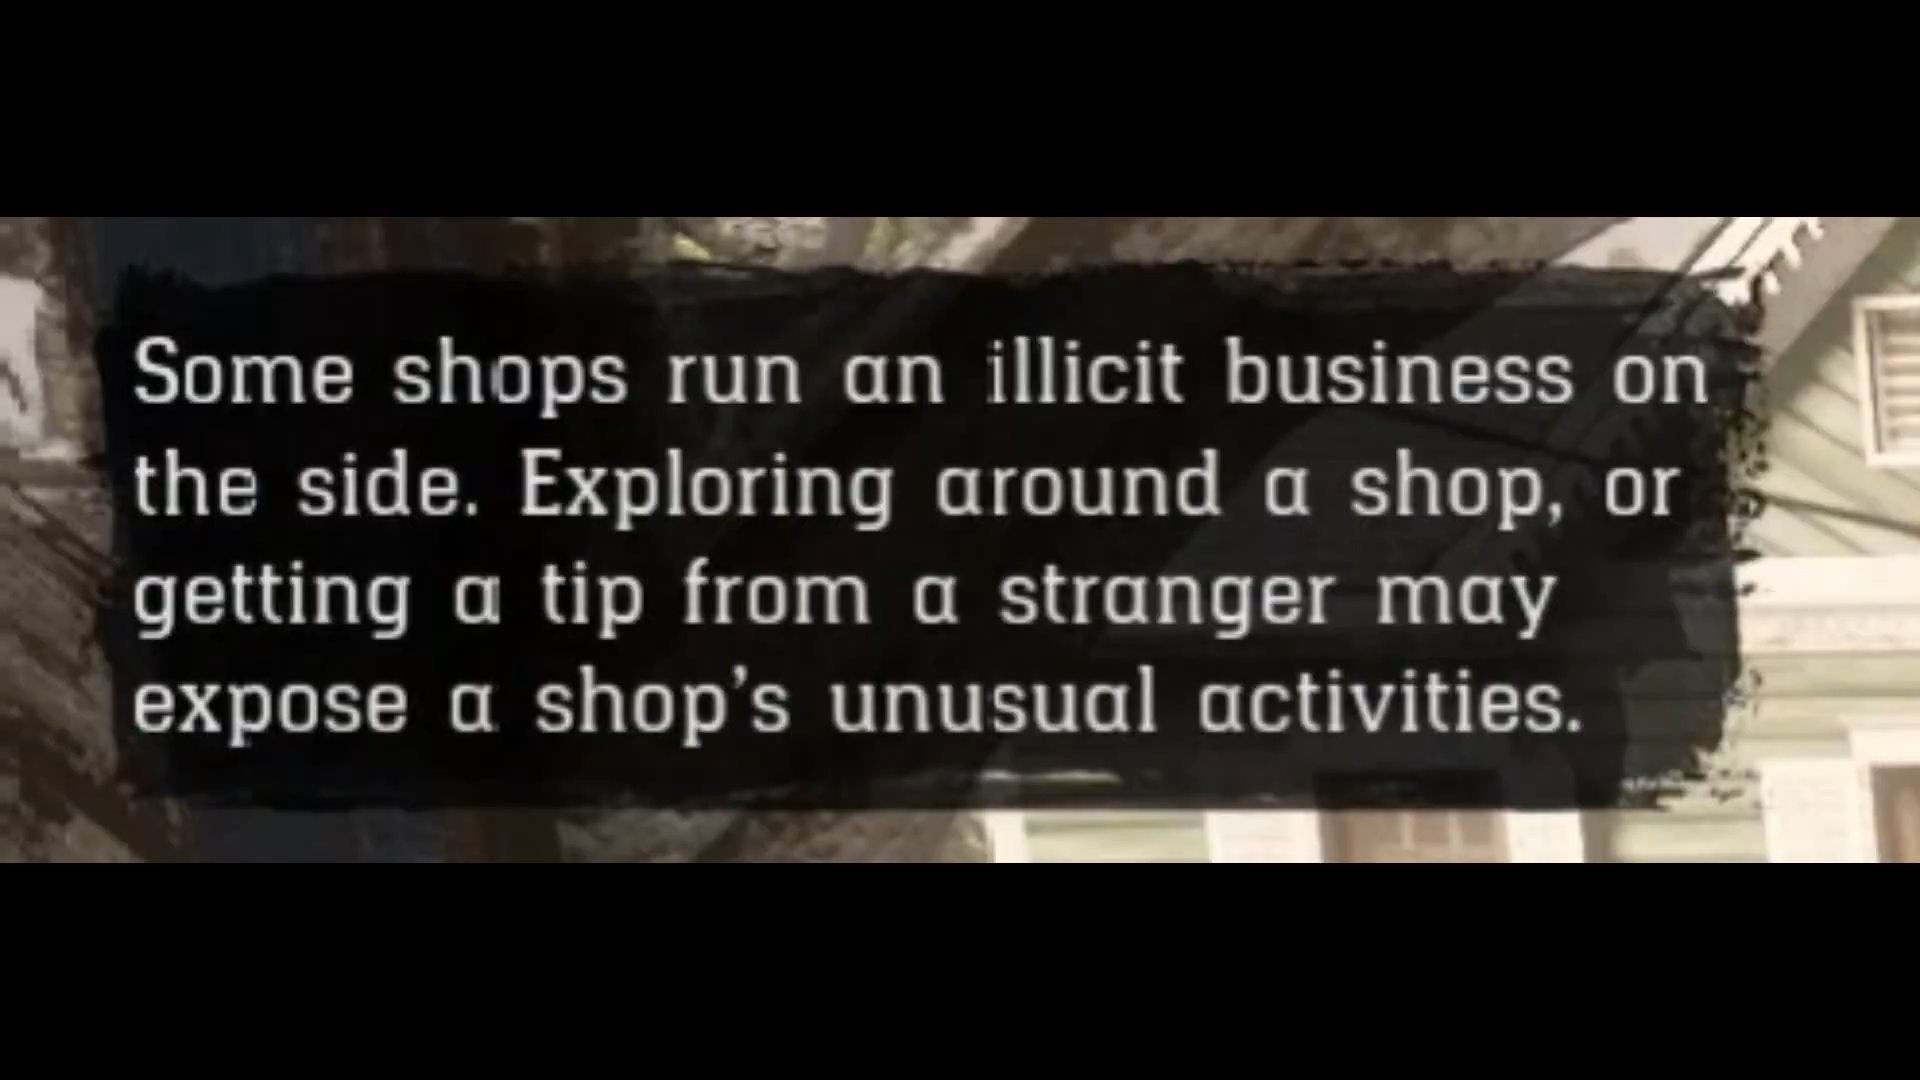 Some shops run an illicit business on
the side. Exploring around a shop, or
getting a tip from a stranger may
expose a shop’s unusual activities.